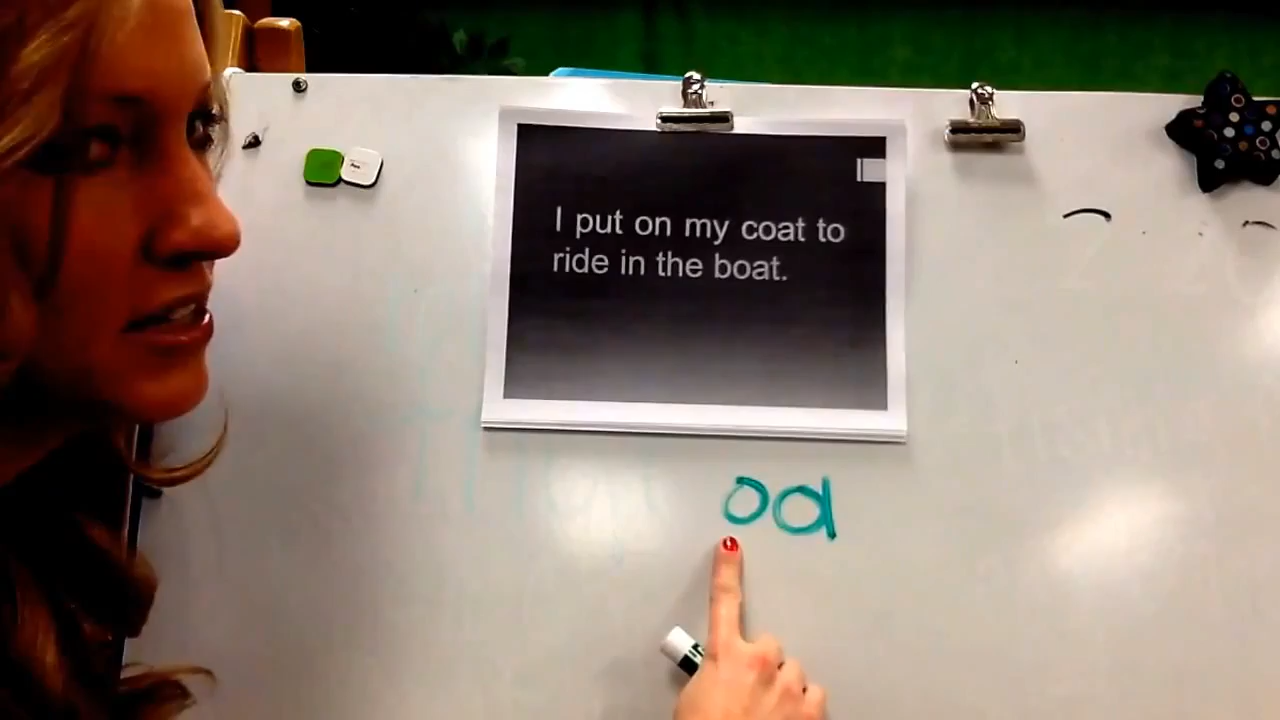 I put on my coat to
ride in the boat.
oa